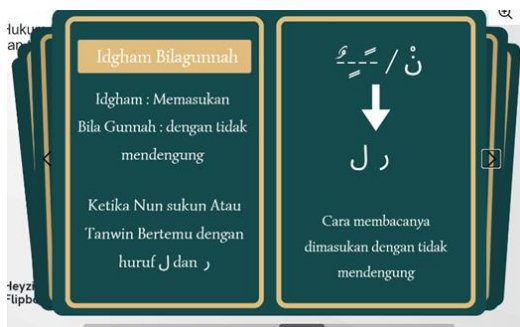 Idgham Bilagunnah
Idgham : Memasukan
Bila Gunnah : dengan tidak
mendengung
Ketika Nun sukun Atau
Tanwin Bertemu dengan
huruf ل dan ر
نْ / ـًـٍـٌ
ر ل
Cara membacanya
dimasukan dengan tidak
mendengung